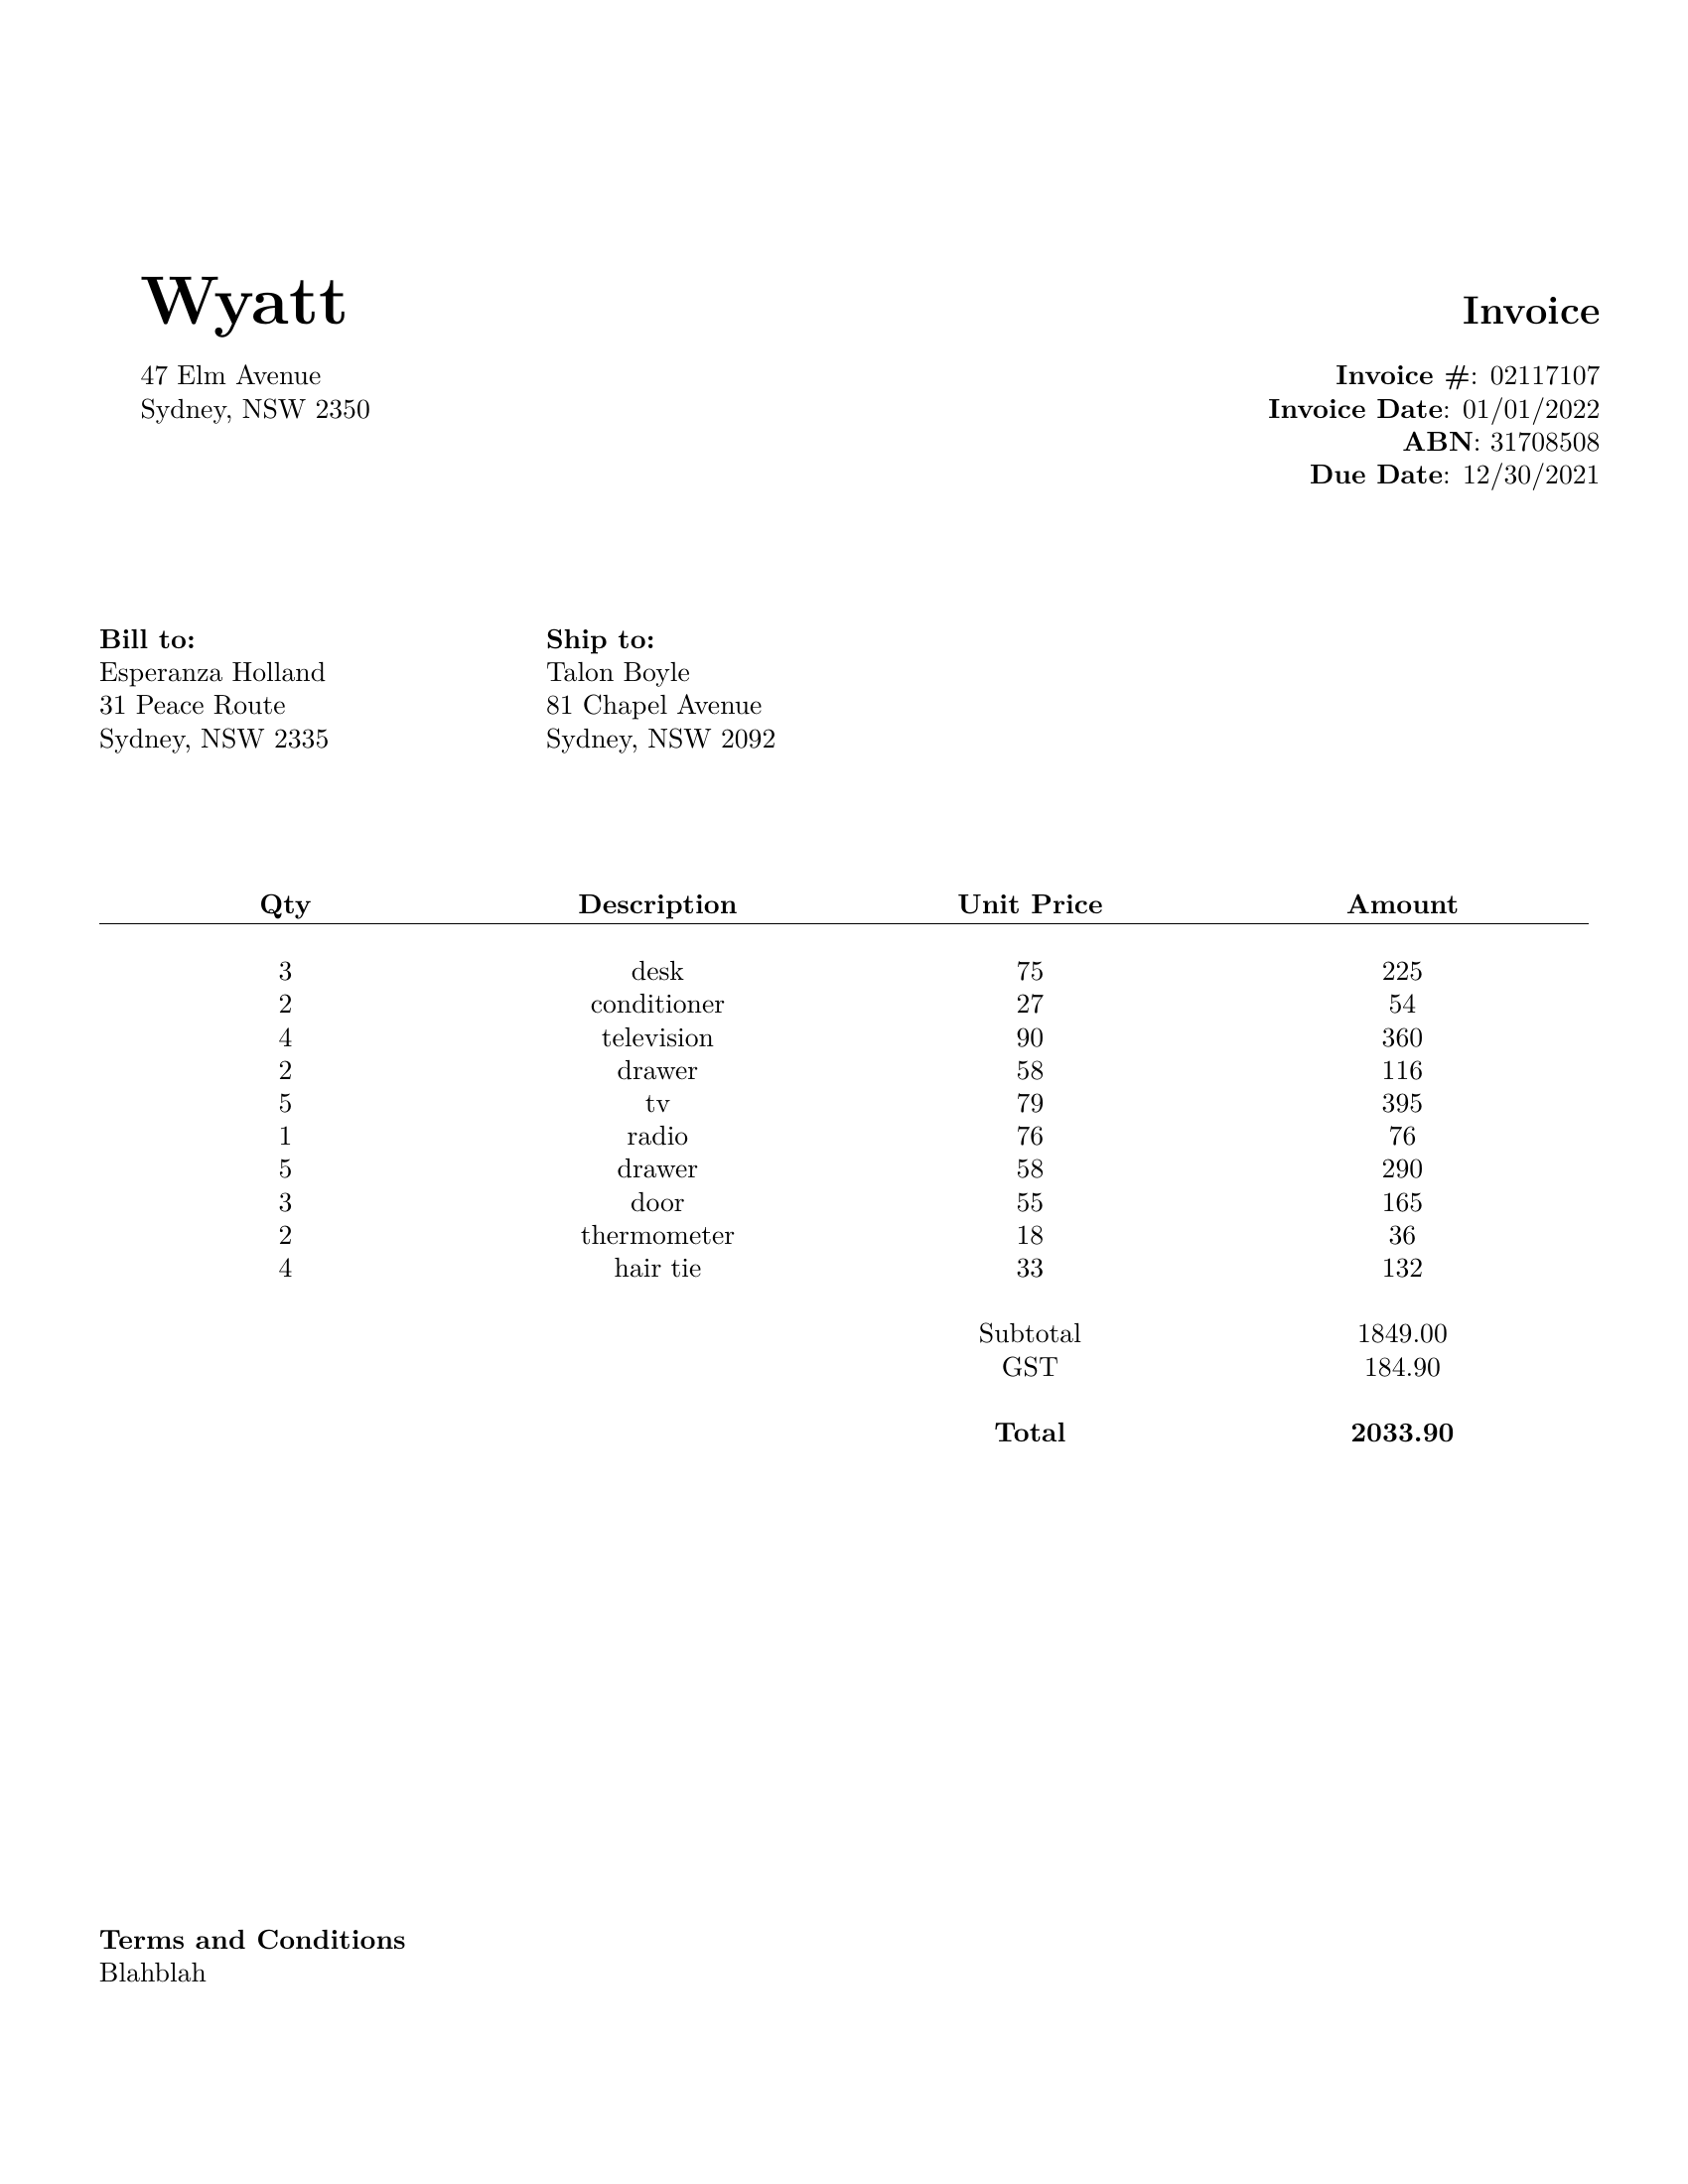 Wyatt
Invoice
47 Elm Avenue
Sydney, NSW 2350
Invoice #: 02117107
Invoice Date: 01/01/2022
ABN: 31708508
Due Date: 12/30/2021
Bill to:
Esperanza Holland
31 Peace Route
Sydney, NSW 2335
Ship to:
Talon Boyle
81 Chapel Avenue
Sydney, NSW 2092
Qty Description Unit Price Amount
3 desk 75 225
2 conditioner 27 54
4 television 90 360
2 drawer 58 116
5 tv 79 395
1 radio 76 76
5 drawer 58 290
3 door 55 165
2 thermometer 18 36
4 hair tie 33 132
Subtotal 1849.00
GST 184.90
Total 2033.90
Terms and Conditions
Blahblah